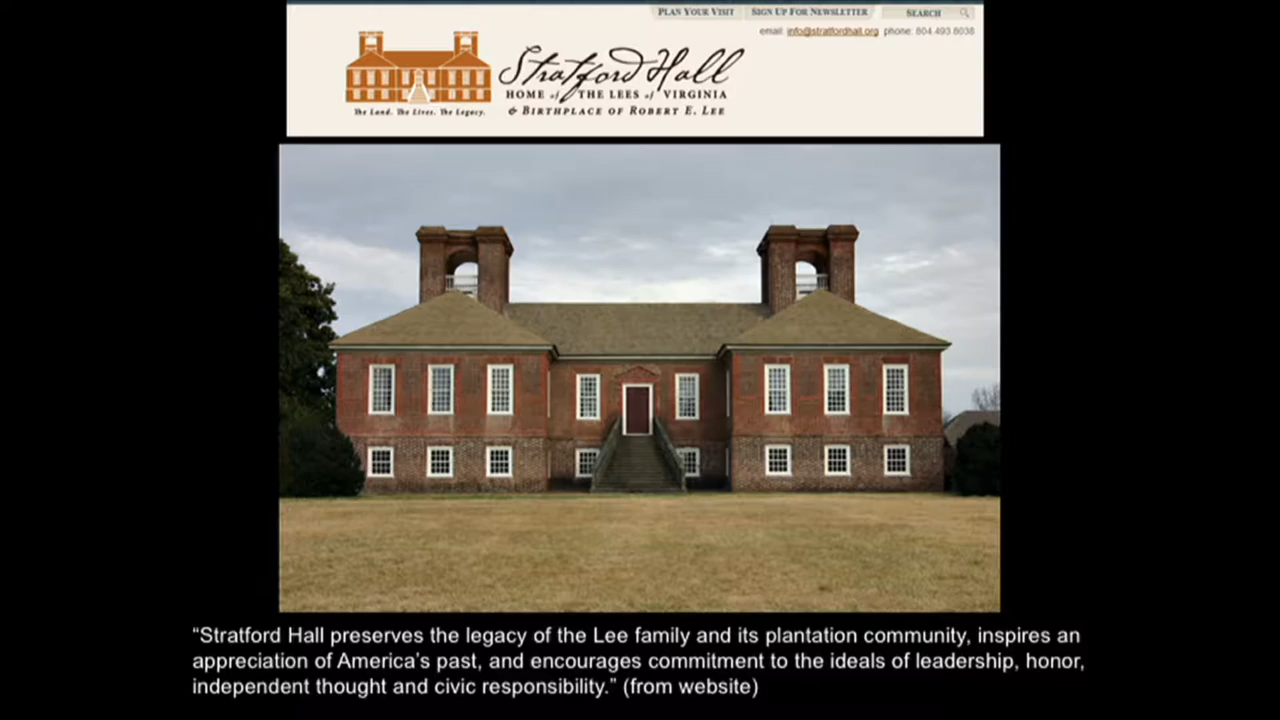 PLAN YOUR VISIT SIGN UP FOR NEWSLETTER SEARCH
email: info@stratfordhall.org phone: 804.493.8038
Stratford Hall
HOME of THE LEES of VIRGINIA
The Land. The Lives. The Legacy. & BIRTHPLACE OF ROBERT E. LEE
“Stratford Hall preserves the legacy of the Lee family and its plantation community, inspires an
appreciation of America’s past, and encourages commitment to the ideals of leadership, honor,
independent thought and civic responsibility.” (from website)